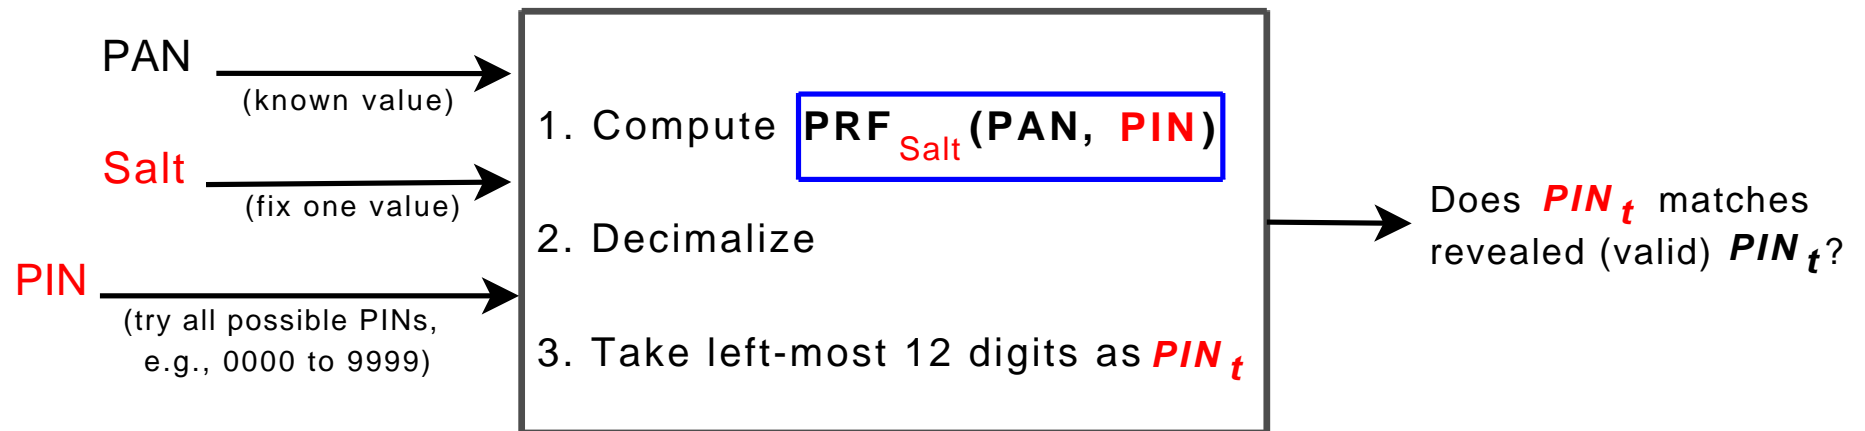 PAN
(known value)
Salt
(fix one value)
PIN
(try all possible PINs,
e.g., 0000 to 9999)
1. Compute PRF Salt (PAN, PIN)
2. Decimalize
3. Take left-most 12 digits as PIN t
Does PIN t matches
revealed (valid) PIN t?